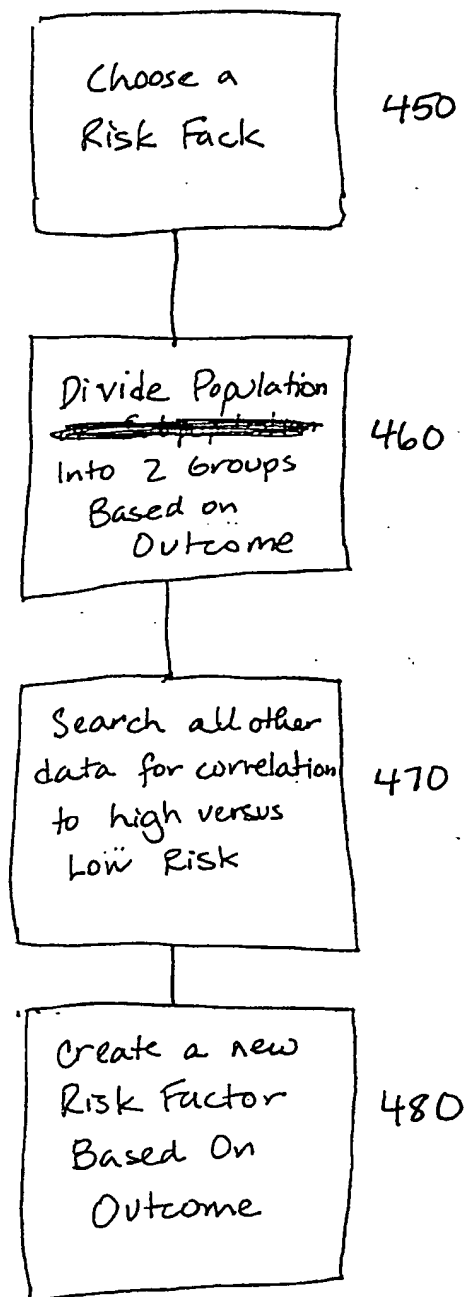 Choose a
Risk Fack
450
Divide Population
Into 2 Groups
Based on
Outcome
460
Search all other
data for correlation
to high versus
Low Risk
470
Create a new
Risk Factor
Based On
Outcome
480